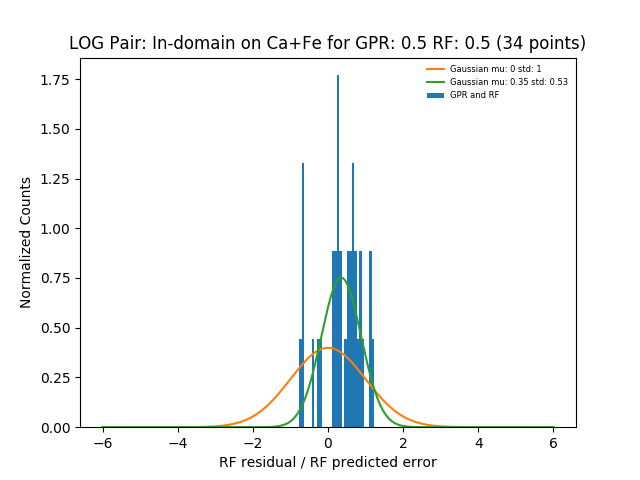 LOG Pair: In-domain on Ca+Fe for GPR: 0.5 RF: 0.5 (34 points)
Gaussian mu: 0 std: 1
Gaussian mu: 0.35 std: 0.53
GPR and RF
Normalized Counts
1.75
1.50
1.25
1.00
0.75
0.50
0.25
0.00
−6
−4
−2
0
2
4
6
RF residual / RF predicted error